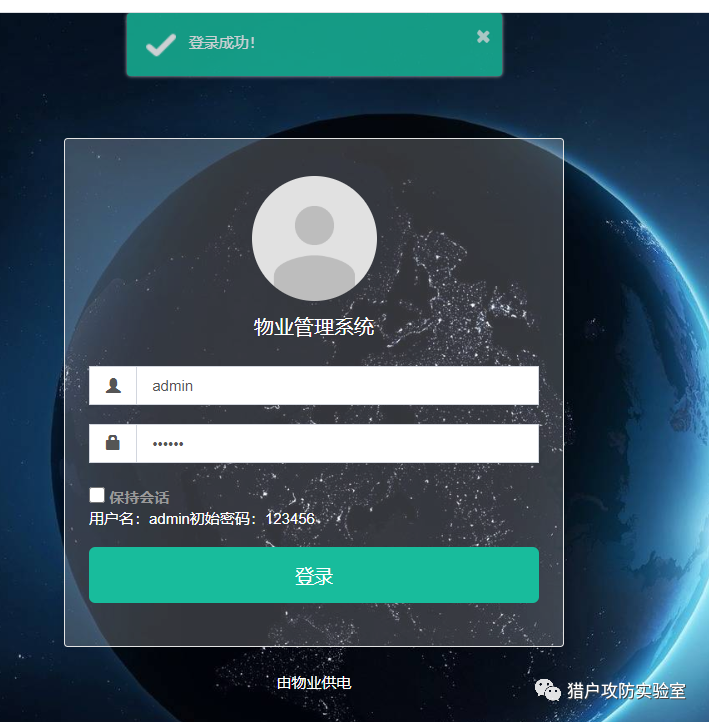 登录成功!
物业管理系统
admin
••••••
保持会话
用户名：admin初始密码：123456、
登录
由物业供电
猎户攻防实验室